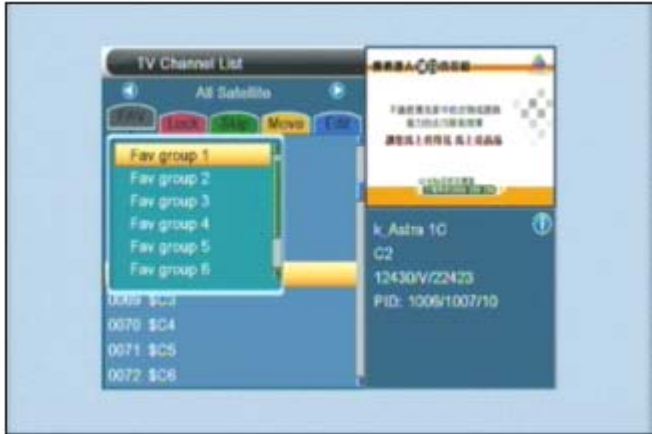 TV Channel List
All Satellite
FAV Lock Skip Move Edit
Fav group 1
Fav group 2
Fav group 3
Fav group 4
Fav group 5
Fav group 6
0069 $C3
0070 $C4
0071 $C5
0072 $C6
k_Astra 1C
C2
12430/V/22423
PID: 1006/1007/10